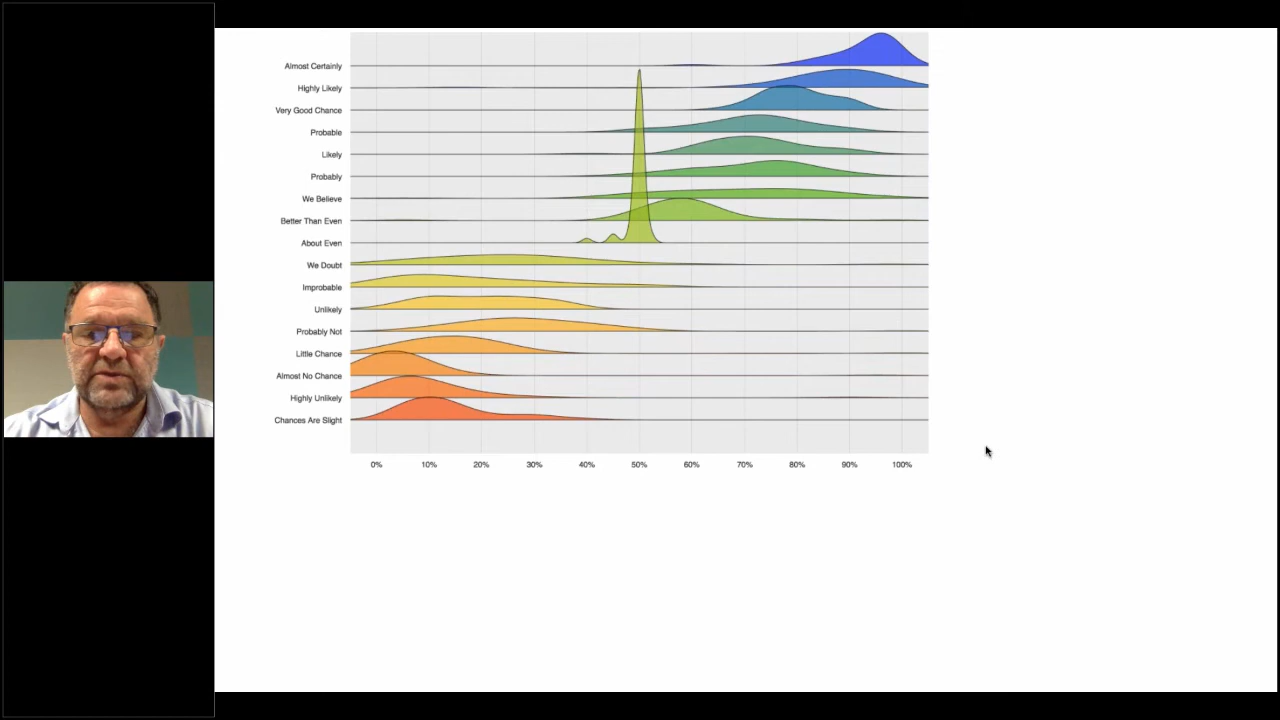 Almost Certainly
Highly Likely
Very Good Chance
Probable
Likely
Probably
We Believe
Better Than Even
About Even
We Doubt
Improbable
Unlikely
Probably Not
Little Chance
Almost No Chance
Highly Unlikely
Chances Are Slight
0% 10% 20% 30% 40% 50% 60% 70% 80% 90% 100%